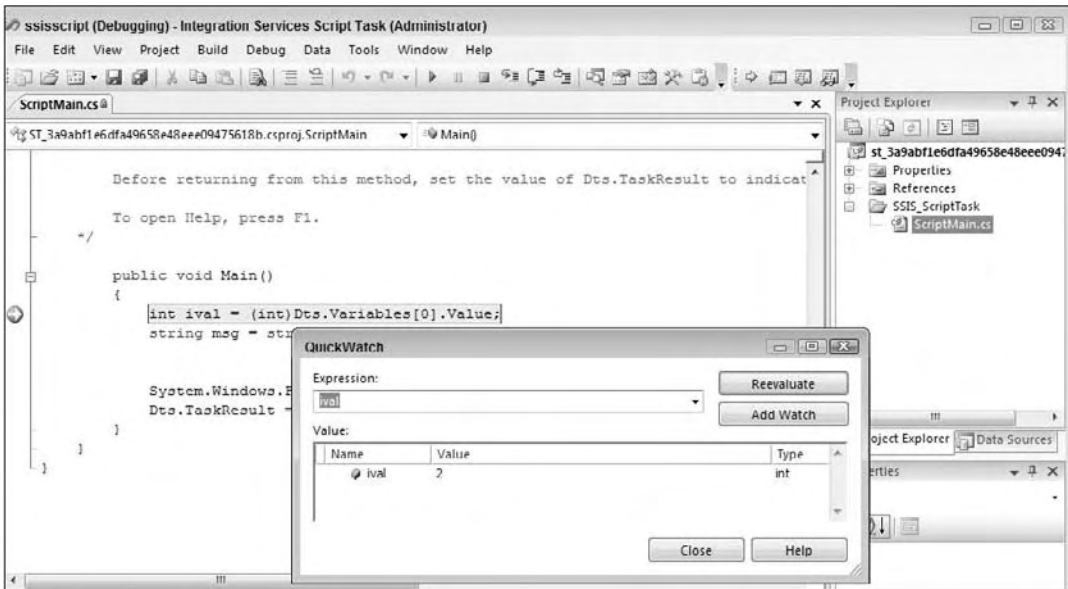 ssisscript (Debugging) - Integration Services Script Task (Administrator)
File Edit View Project Build Debug Data Tools Window Help
ScriptMain.cs
ST_3a9abf1e6dfa49658e48eee09475618b.csproj.ScriptMain
Main()
Before returning from this method, set the value of Dts.TaskResult to indicat
To open Help, press F1.
*/
public void Main()
{
int ival = (int)Dts.Variables[0].Value;
string msg = str
System.Windows.F
Dts.TaskResult =
}
}
}
QuickWatch
Expression:
ival
Reevaluate
Add Watch
Value:
Name Value Type
ival 2 int
Close Help
Project Explorer
st_3a9abf1e6dfa49658e48eee0947
Properties
References
SSIS_ScriptTask
ScriptMain.cs
oject Explorer Data Sources
erties